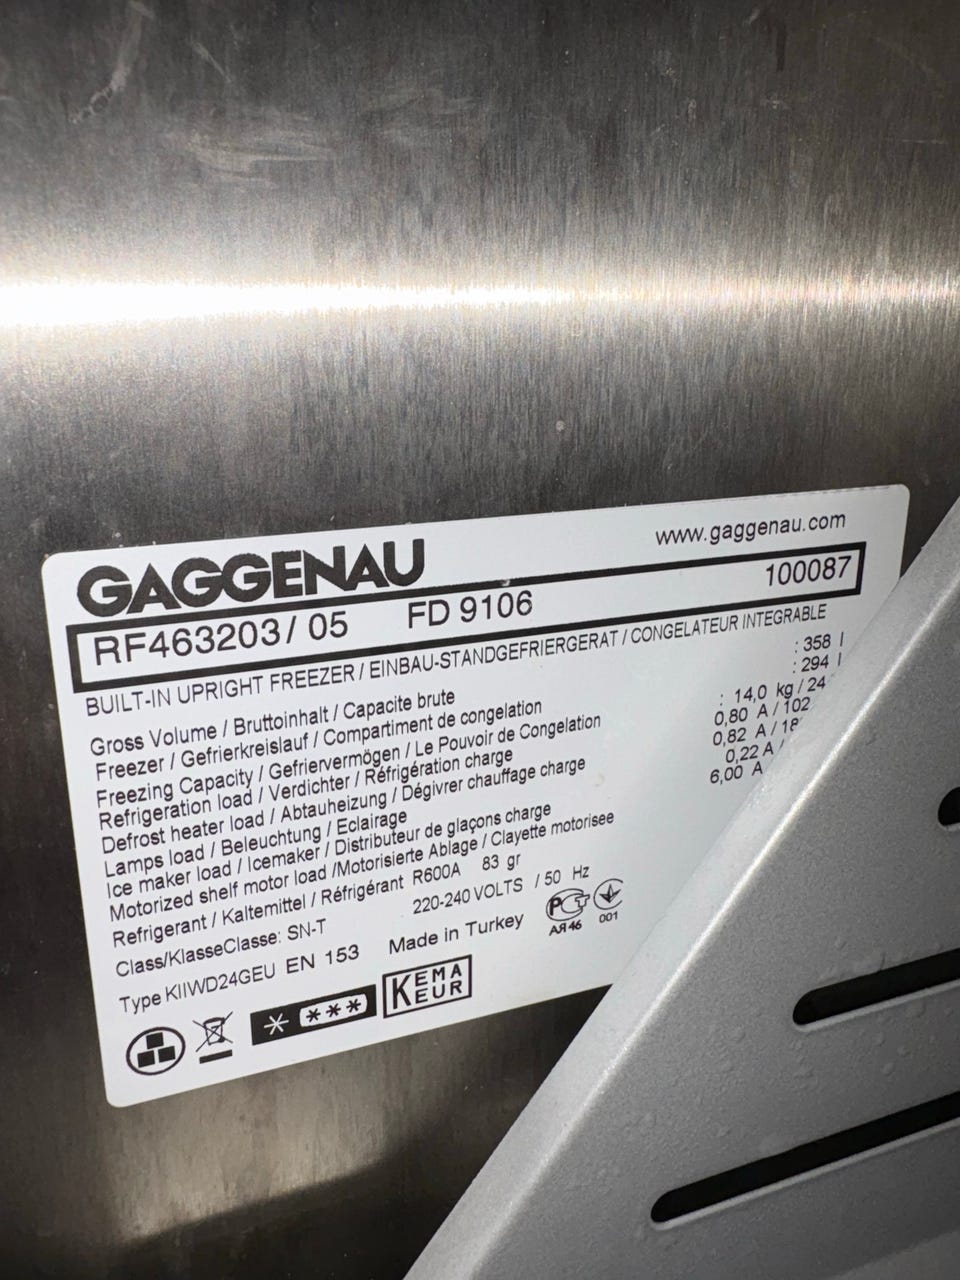 GAGGENAU
www.gaggenau.com
RF463203/ 05 FD 9106 100087
BUILT-IN UPRIGHT FREEZER / EINBAU-STANDGEFRIERGERAT / CONGELATEUR INTEGRABLE
Gross Volume / Bruttoinhalt / Capacite brute : 358 l
Freezer / Gefrierkreislauf / Compartiment de congelation : 294 l
Freezing Capacity / Gefriervermögen / Le Pouvoir de Congelation : 14,0 kg / 24
Refrigeration load / Verdichter / Réfrigération charge 0,80 A / 102
Defrost heater load / Abtauheizung / Dégivrer chauffage charge 0,82 A /
Lamps load / Beleuchtung / Eclairage 0,22 A /
Ice maker load / Icemaker / Distributeur de glaçons charge 6,00 A
Motorized shelf motor load /Motorisierte Ablage / Clayette motorisee
Refrigerant / Kaltemittel / Réfrigérant R600A 83 gr
Class/KlasseClasse: SN-T 220-240 VOLTS / 50 Hz
Type KIIWD24GEU EN 153 Made in Turkey
РСТ
АЯ46
001
KEMA
KEUR